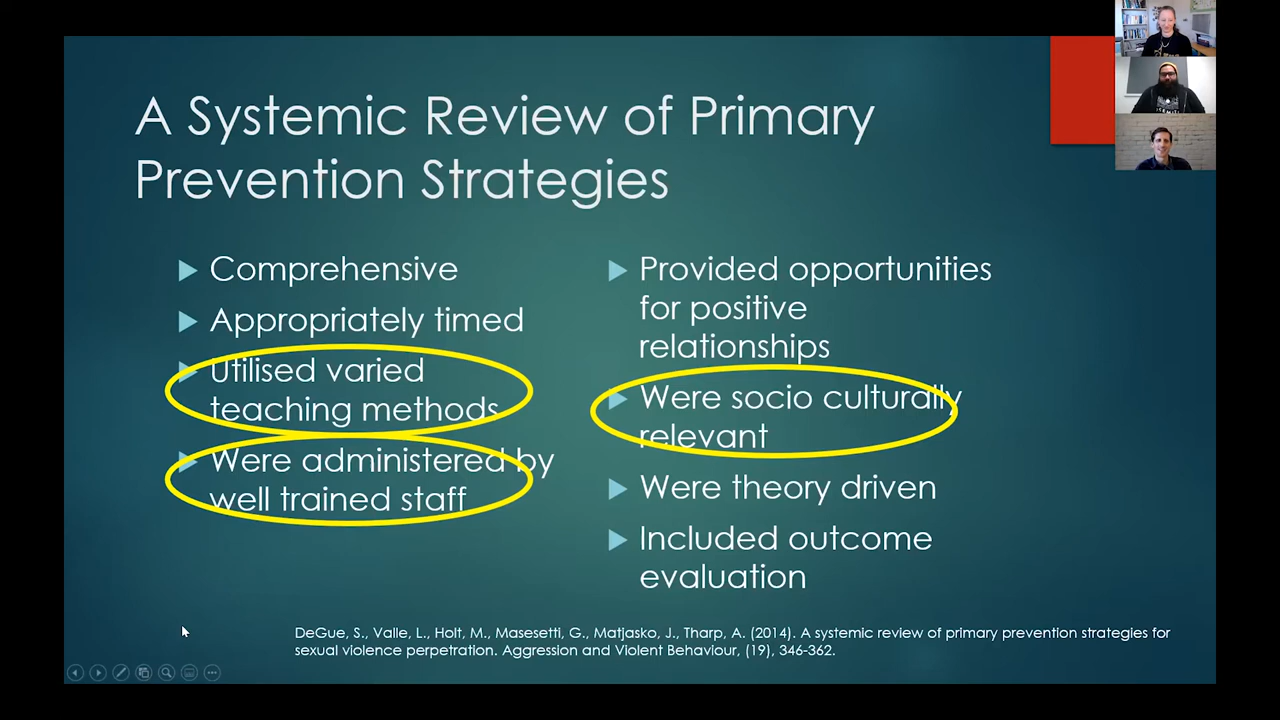 A Systemic Review of Primary
Prevention Strategies
Comprehensive
Appropriately timed
Utilised varied
teaching methods
Were administered by
well trained staff
Provided opportunities
for positive
relationships
Were socio culturally
relevant
Were theory driven
Included outcome
evaluation
DeGue, S., Valle, L., Holt, M., Masesetti, G., Matjasko, J., Tharp, A. (2014). A systemic review of primary prevention strategies for
sexual violence perpetration. Aggression and Violent Behaviour, (19), 346-362.